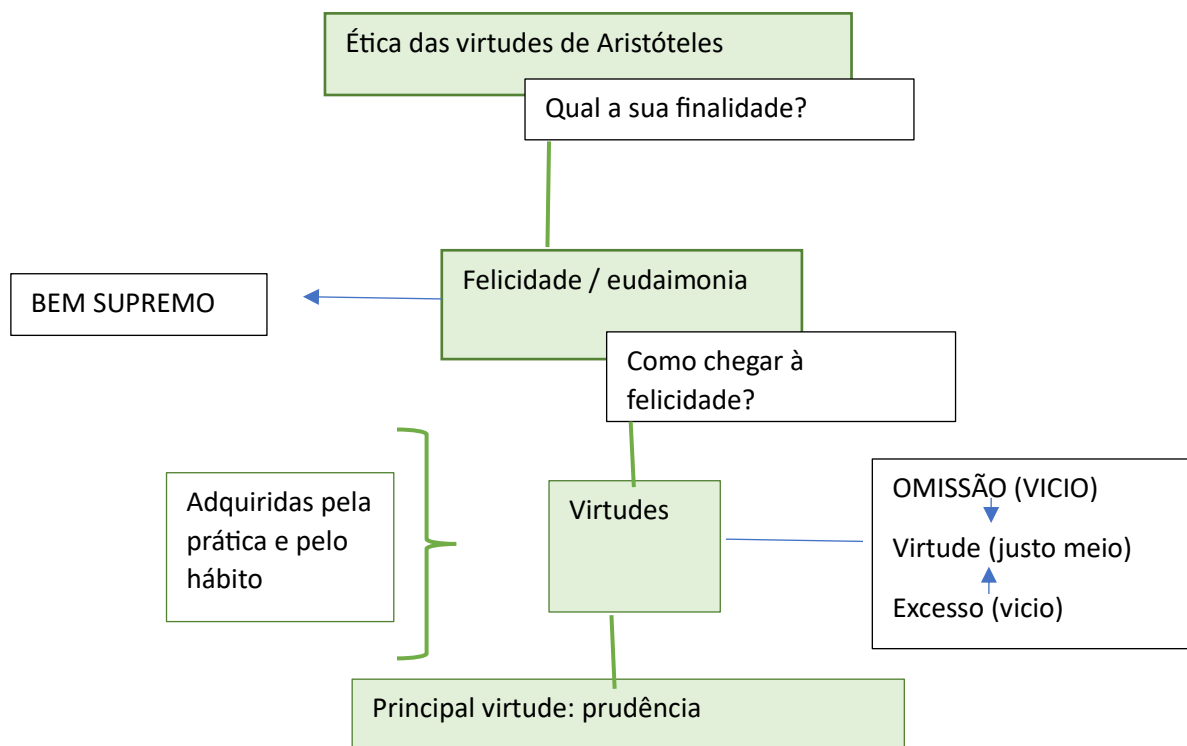 Ética das virtudes de Aristóteles
Qual a sua finalidade?
Felicidade / eudaimonia
BEM SUPREMO
Como chegar à
felicidade?
Adquiridas pela
prática e pelo
hábito
Virtudes
OMISSÃO (VICIO)
Virtude (justo meio)
Excesso (vicio)
Principal virtude: prudência